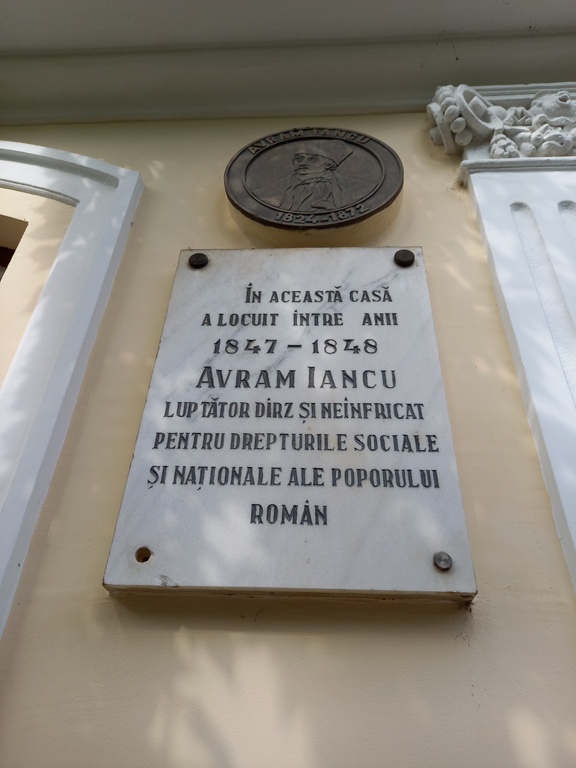 AVRAM IANCU
1824-1872
ÎN ACEASTĂ CASĂ
A LOCUIT ÎNTRE ANII
1847-1848
AVRAM IANCU
LUPTĂTOR DÎRZ ȘI NEÎNFRICAT
PENTRU DREPTURILE SOCIALE
ȘI NAȚIONALE ALE POPORULUI
ROMÂN